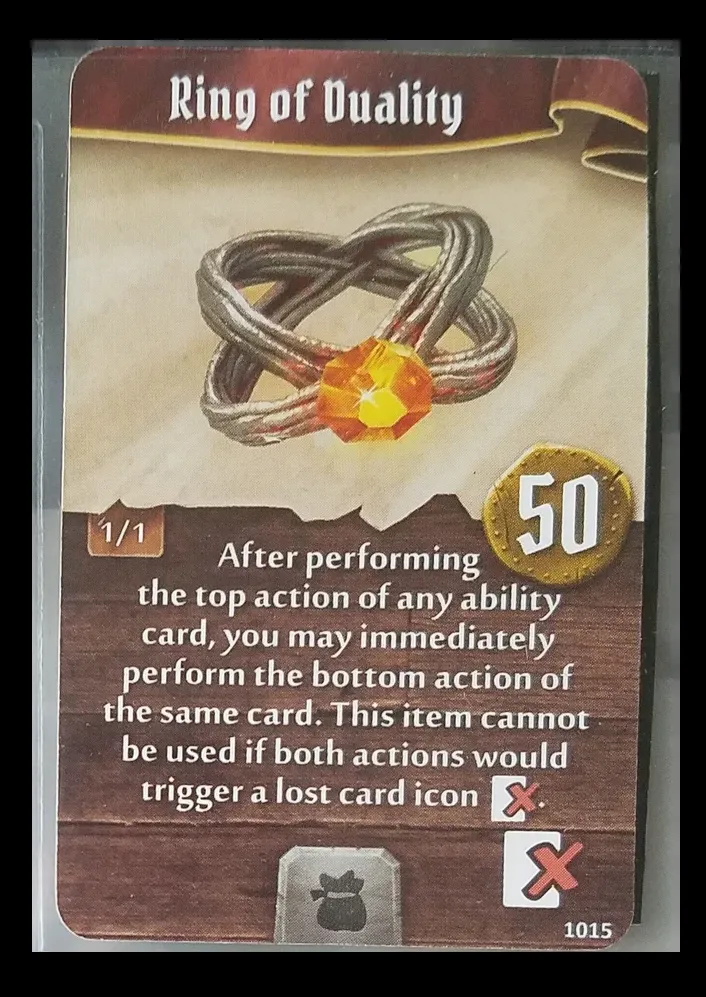 Ring of Duality
50
1/1
After performing
the top action of any ability
card, you may immediately
perform the bottom action of
the same card. This item cannot
be used if both actions would
trigger a lost card icon .
1015